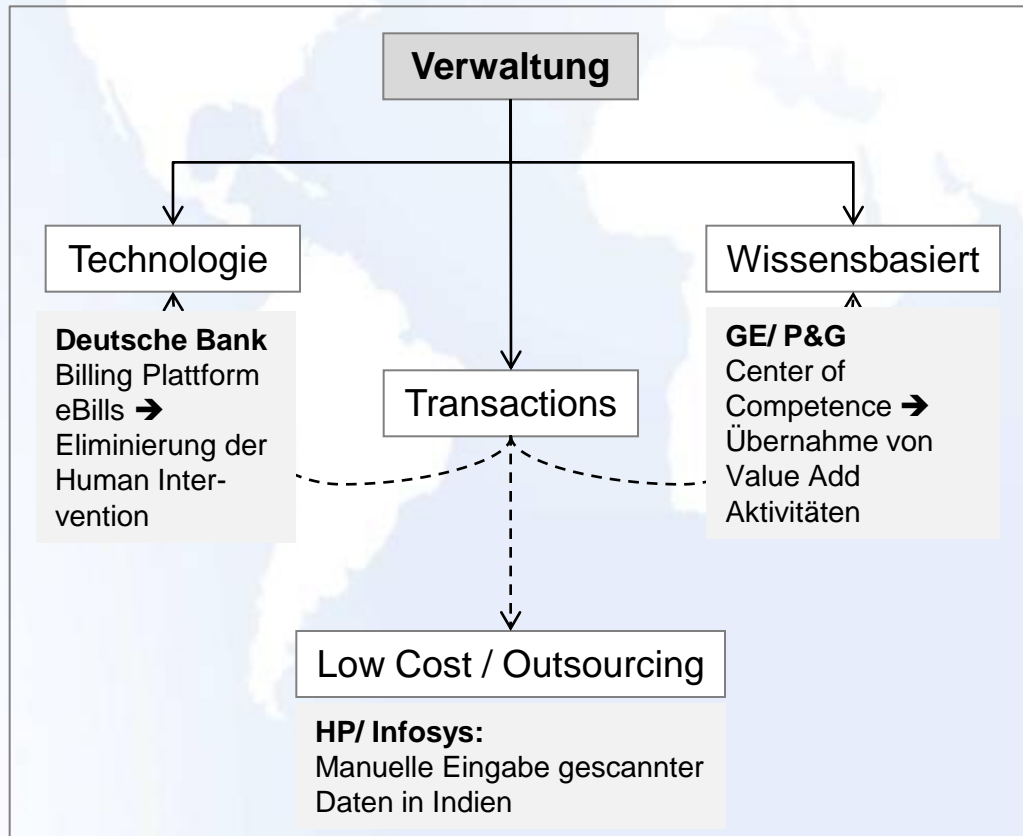 Verwaltung
Technologie
Deutsche Bank
Billing Plattform
eBills ➔
Eliminierung der
Human Inter-
vention
Transactions
Wissensbasiert
GE/ P&G
Center of
Competence ➔
Übernahme von
Value Add
Aktivitäten
Low Cost / Outsourcing
HP/ Infosys:
Manuelle Eingabe gescannter
Daten in Indien